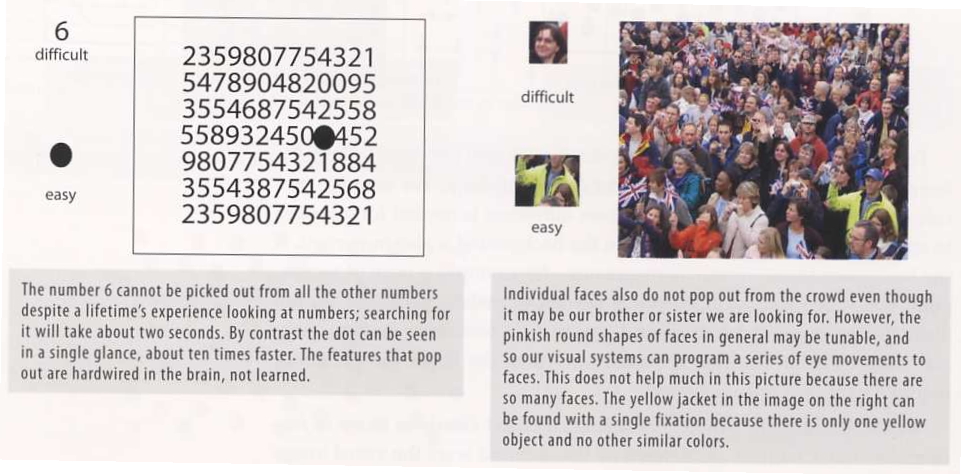 6
difficult
easy
2359807754321
5478904820095
3554687542558
5589324500 452
9807754321884
3554387542568
2359807754321
The number 6 cannot be picked out from all the other numbers
despite a lifetime's experience looking at numbers; searching for
it will take about two seconds. By contrast the dot can be seen
in a single glance, about ten times faster. The features that pop
out are hardwired in the brain, not learned.
difficult
easy
Individual faces also do not pop out from the crowd even though
it may be our brother or sister we are looking for. However, the
pinkish round shapes of faces in general may be tunable, and
so our visual systems can program a series of eye movements to
faces. This does not help much in this picture because there are
so many faces. The yellow jacket in the image on the right can
be found with a single fixation because there is only one yellow
object and no other similar colors.